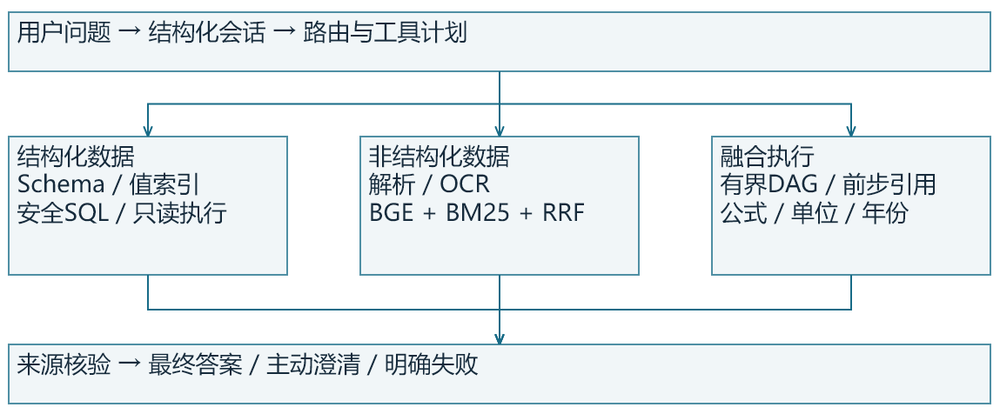 用户问题 → 结构化会话 → 路由与工具计划
结构化数据
Schema / 值索引
安全SQL / 只读执行
非结构化数据
解析 / OCR
BGE + BM25 + RRF
融合执行
有界DAG / 前步引用
公式 / 单位 / 年份
来源核验 → 最终答案 / 主动澄清 / 明确失败